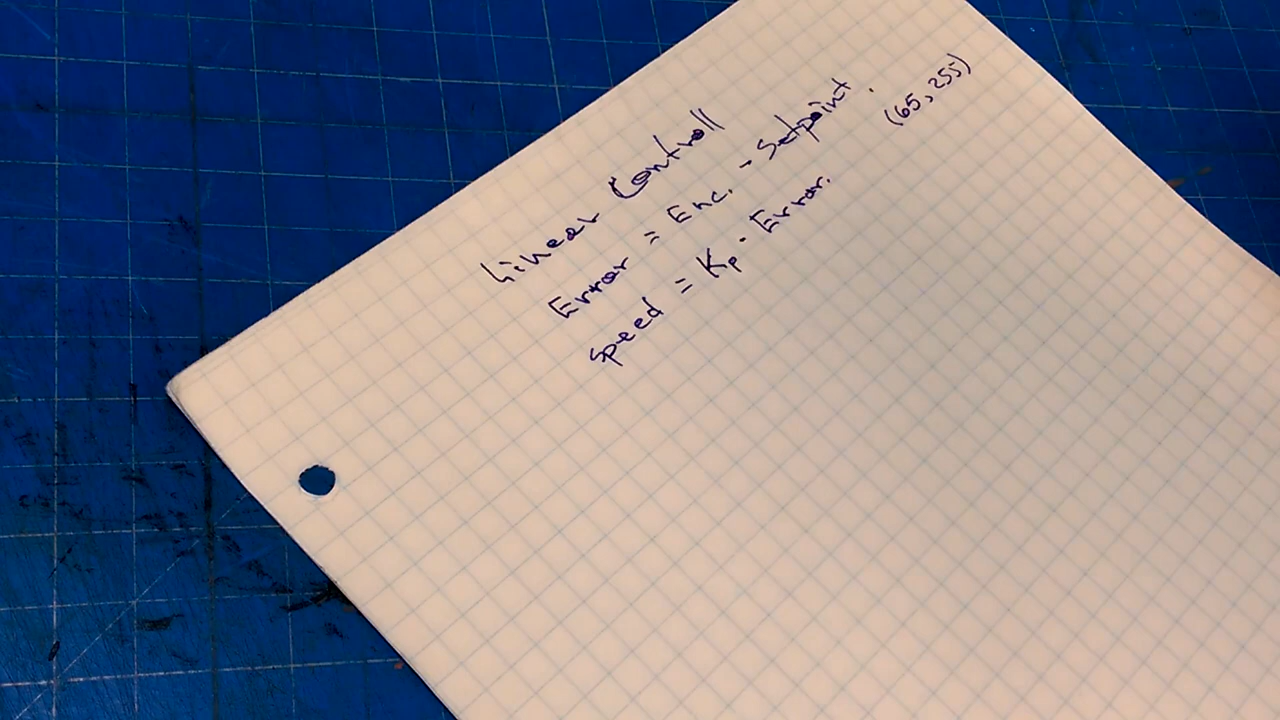 Linear Controll
Error = Enc. - Setpoint.
Speed = Kp · Error. (65, 255)